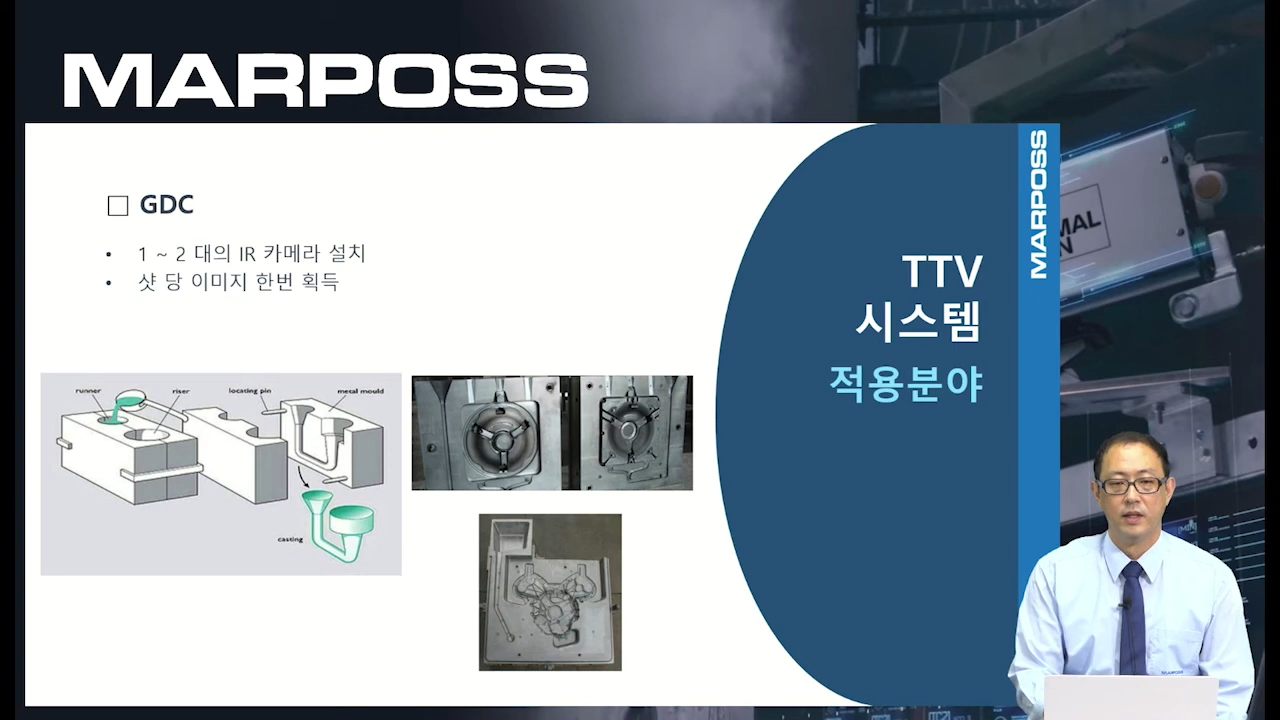 MARPOSS
□ GDC
• 1 ~ 2 대의 IR 카메라 설치
• 샷 당 이미지 한번 획득
runner
riser
locating pin
metal mould
casting
TTV
시스템
적용분야
MARPOSS
MARPOSS